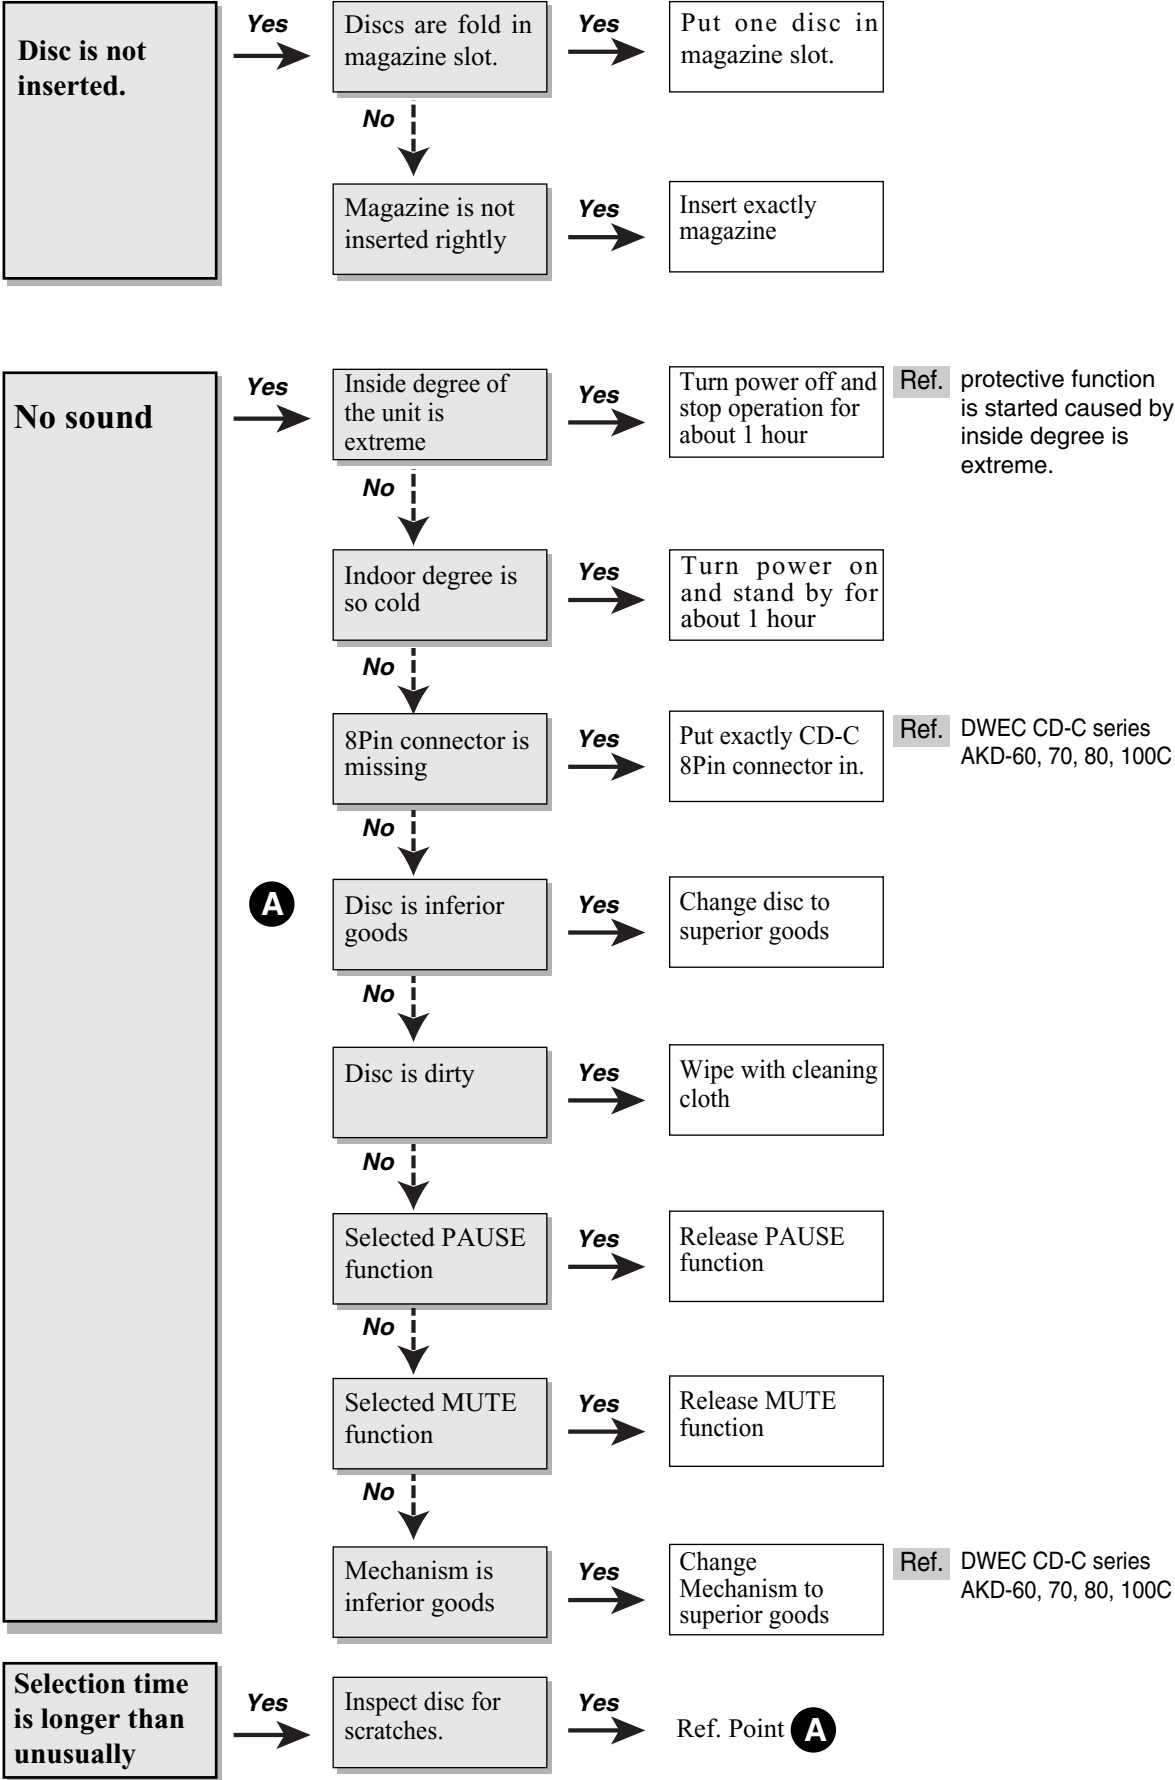 Disc is not
inserted.
Yes
Discs are fold in
magazine slot.
Yes
Put one disc in
magazine slot.
No
Magazine is not
inserted rightly
Yes
Insert exactly
magazine
No sound
Yes
Inside degree of
the unit is
extreme
Yes
Turn power off and
stop operation for
about 1 hour
Ref.
protective function
is started caused by
inside degree is
extreme.
No
Indoor degree is
so cold
Yes
Turn power on
and stand by for
about 1 hour
No
8Pin connector is
missing
Yes
Put exactly CD-C
8Pin connector in.
Ref.
DWEC CD-C series
AKD-60, 70, 80, 100C
No
A
Disc is inferior
goods
Yes
Change disc to
superior goods
No
Disc is dirty
Yes
Wipe with cleaning
cloth
No
Selected PAUSE
function
Yes
Release PAUSE
function
No
Selected MUTE
function
Yes
Release MUTE
function
No
Mechanism is
inferior goods
Yes
Change
Mechanism to
superior goods
Ref.
DWEC CD-C series
AKD-60, 70, 80, 100C
Selection time
is longer than
unusually
Yes
Inspect disc for
scratches.
Yes
Ref. Point A